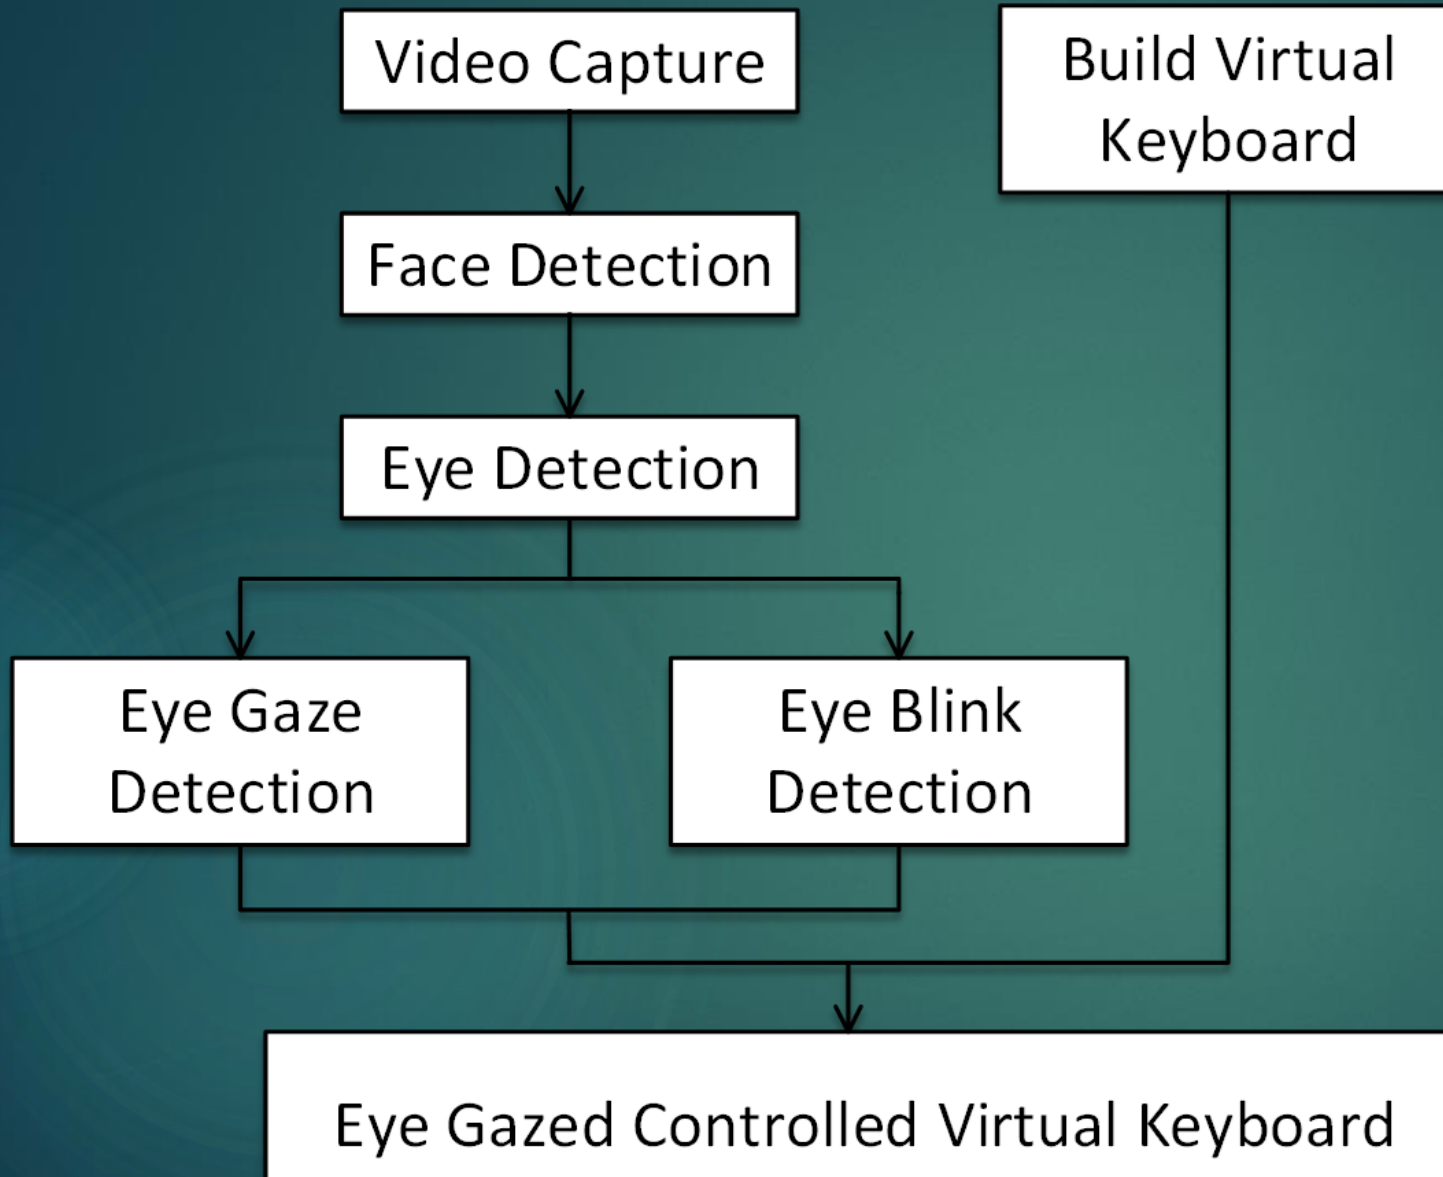 Video Capture
Build Virtual
Keyboard
Face Detection
Eye Detection
Eye Gaze
Detection
Eye Blink
Detection
Eye Gazed Controlled Virtual Keyboard